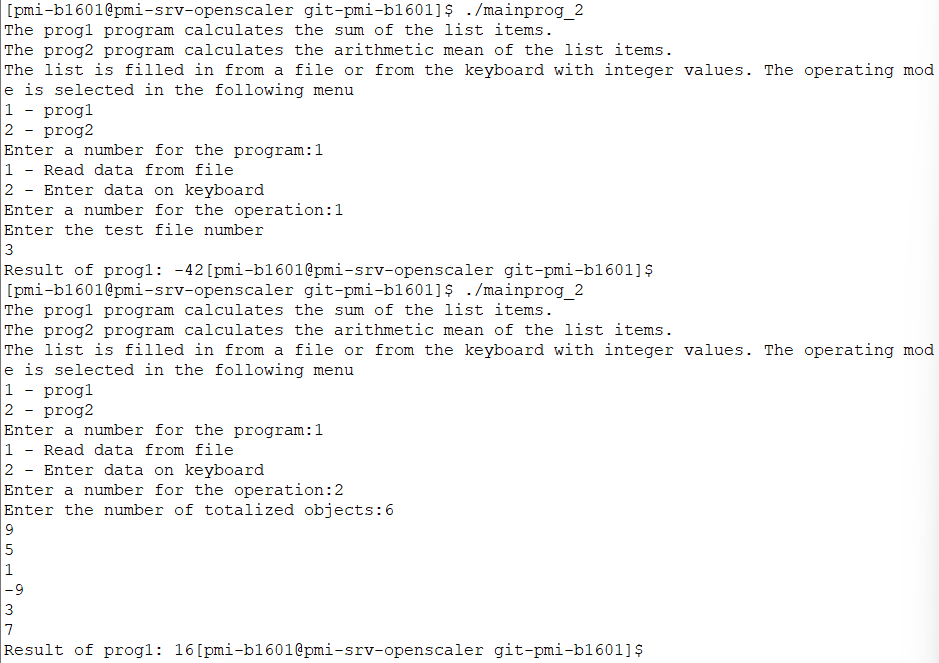 [pmi-b1601@pmi-srv-openscaler git-pmi-b1601]$ ./mainprog_2
The prog1 program calculates the sum of the list items.
The prog2 program calculates the arithmetic mean of the list items.
The list is filled in from a file or from the keyboard with integer values. The operating mod
e is selected in the following menu
1 - prog1
2 - prog2
Enter a number for the program:1
1 - Read data from file
2 - Enter data on keyboard
Enter a number for the operation:1
Enter the test file number
3
Result of prog1: -42[pmi-b1601@pmi-srv-openscaler git-pmi-b1601]$
[pmi-b1601@pmi-srv-openscaler git-pmi-b1601]$ ./mainprog_2
The prog1 program calculates the sum of the list items.
The prog2 program calculates the arithmetic mean of the list items.
The list is filled in from a file or from the keyboard with integer values. The operating mod
e is selected in the following menu
1 - prog1
2 - prog2
Enter a number for the program:1
1 - Read data from file
2 - Enter data on keyboard
Enter a number for the operation:2
Enter the number of totalized objects:6
9
5
1
-9
3
7
Result of prog1: 16[pmi-b1601@pmi-srv-openscaler git-pmi-b1601]$